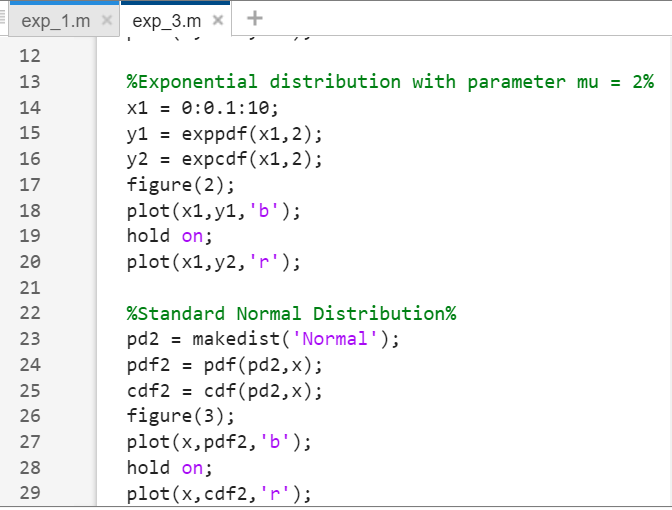 exp_1.m × exp_3.m × +
12
13 %Exponential distribution with parameter mu = 2%
14 x1 = 0:0.1:10;
15 y1 = exppdf(x1,2);
16 y2 = expcdf(x1,2);
17 figure(2);
18 plot(x1,y1,'b');
19 hold on;
20 plot(x1,y2,'r');
21
22 %Standard Normal Distribution%
23 pd2 = makedist('Normal');
24 pdf2 = pdf(pd2,x);
25 cdf2 = cdf(pd2,x);
26 figure(3);
27 plot(x,pdf2,'b');
28 hold on;
29 plot(x,cdf2,'r');